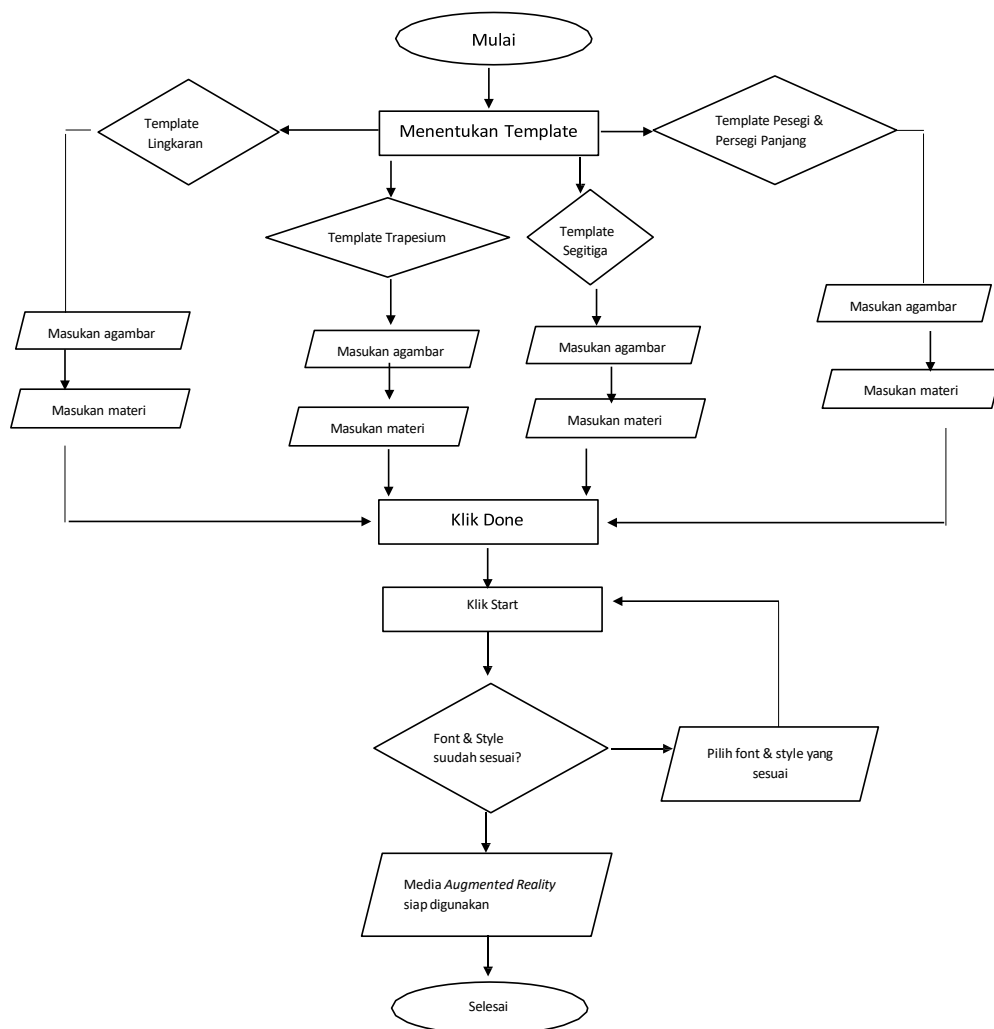 Mulai
Menentukan Template
Template
Lingkaran
Template Pesegi &
Persegi Panjang
Template Trapesium
Template
Segitiga
Masukan agambar
Masukan agambar
Masukan agambar
Masukan agambar
Masukan materi
Masukan materi
Masukan materi
Masukan materi
Klik Done
Klik Start
Font & Style
suudah sesuai?
Pilih font & style yang
sesuai
Media Augmented Reality
siap digunakan
Selesai